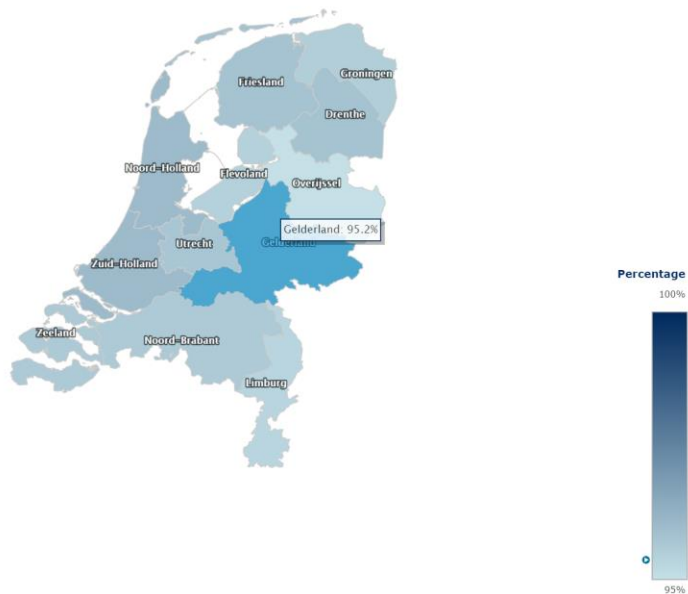 Groningen
Friesland
Drenthe
Noord-Holland
Flevoland
Overijssel
Gelderland: 95.2%
Utrecht
Gelderland
Zuid-Holland
Percentage
100%
Zeeland
Noord-Brabant
Limburg
95%